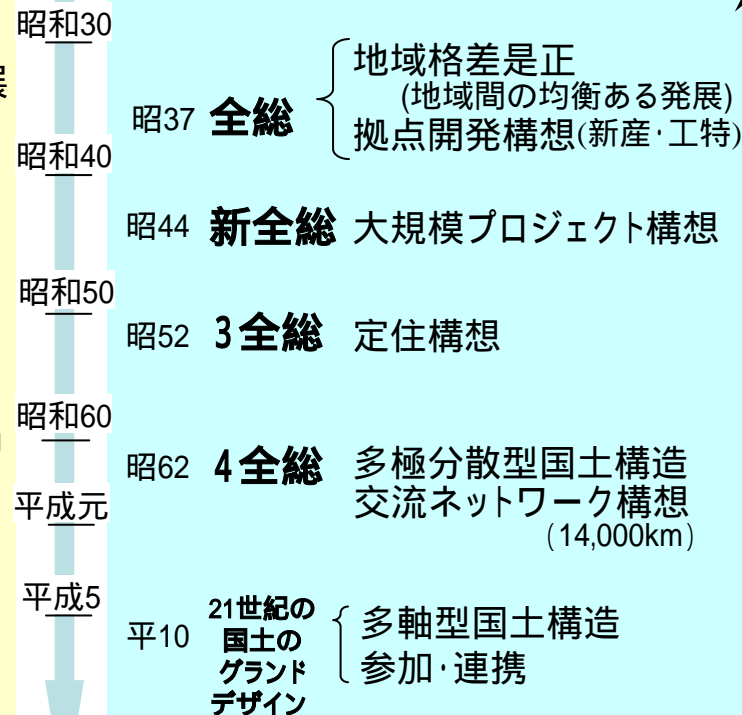 昭和30
展
地域格差是正
(地域間の均衡ある発展)
昭37 全総
拠点開発構想(新産・工特)
昭和40
昭44 新全総 大規模プロジェクト構想
昭和50
昭52 3全総 定住構想
昭和60
昭62 4全総 多極分散型国土構造
交流ネットワーク構想
(14,000km)
平成元
平成5
平10 21世紀の
国土の
グランド
デザイン
多軸型国土構造
参加・連携